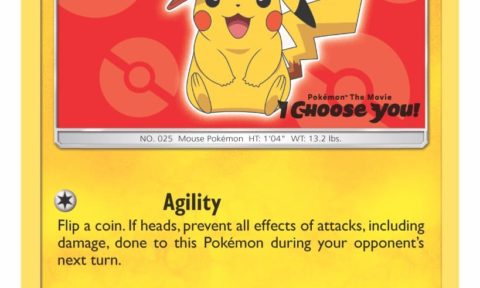 Pokémon™ The Movie
I CHOOSE YOU!
NO. 025 Mouse Pokémon HT: 1'04" WT: 13.2 lbs.
Agility
Flip a coin. If heads, prevent all effects of attacks, including
damage, done to this Pokémon during your opponent's
next turn.